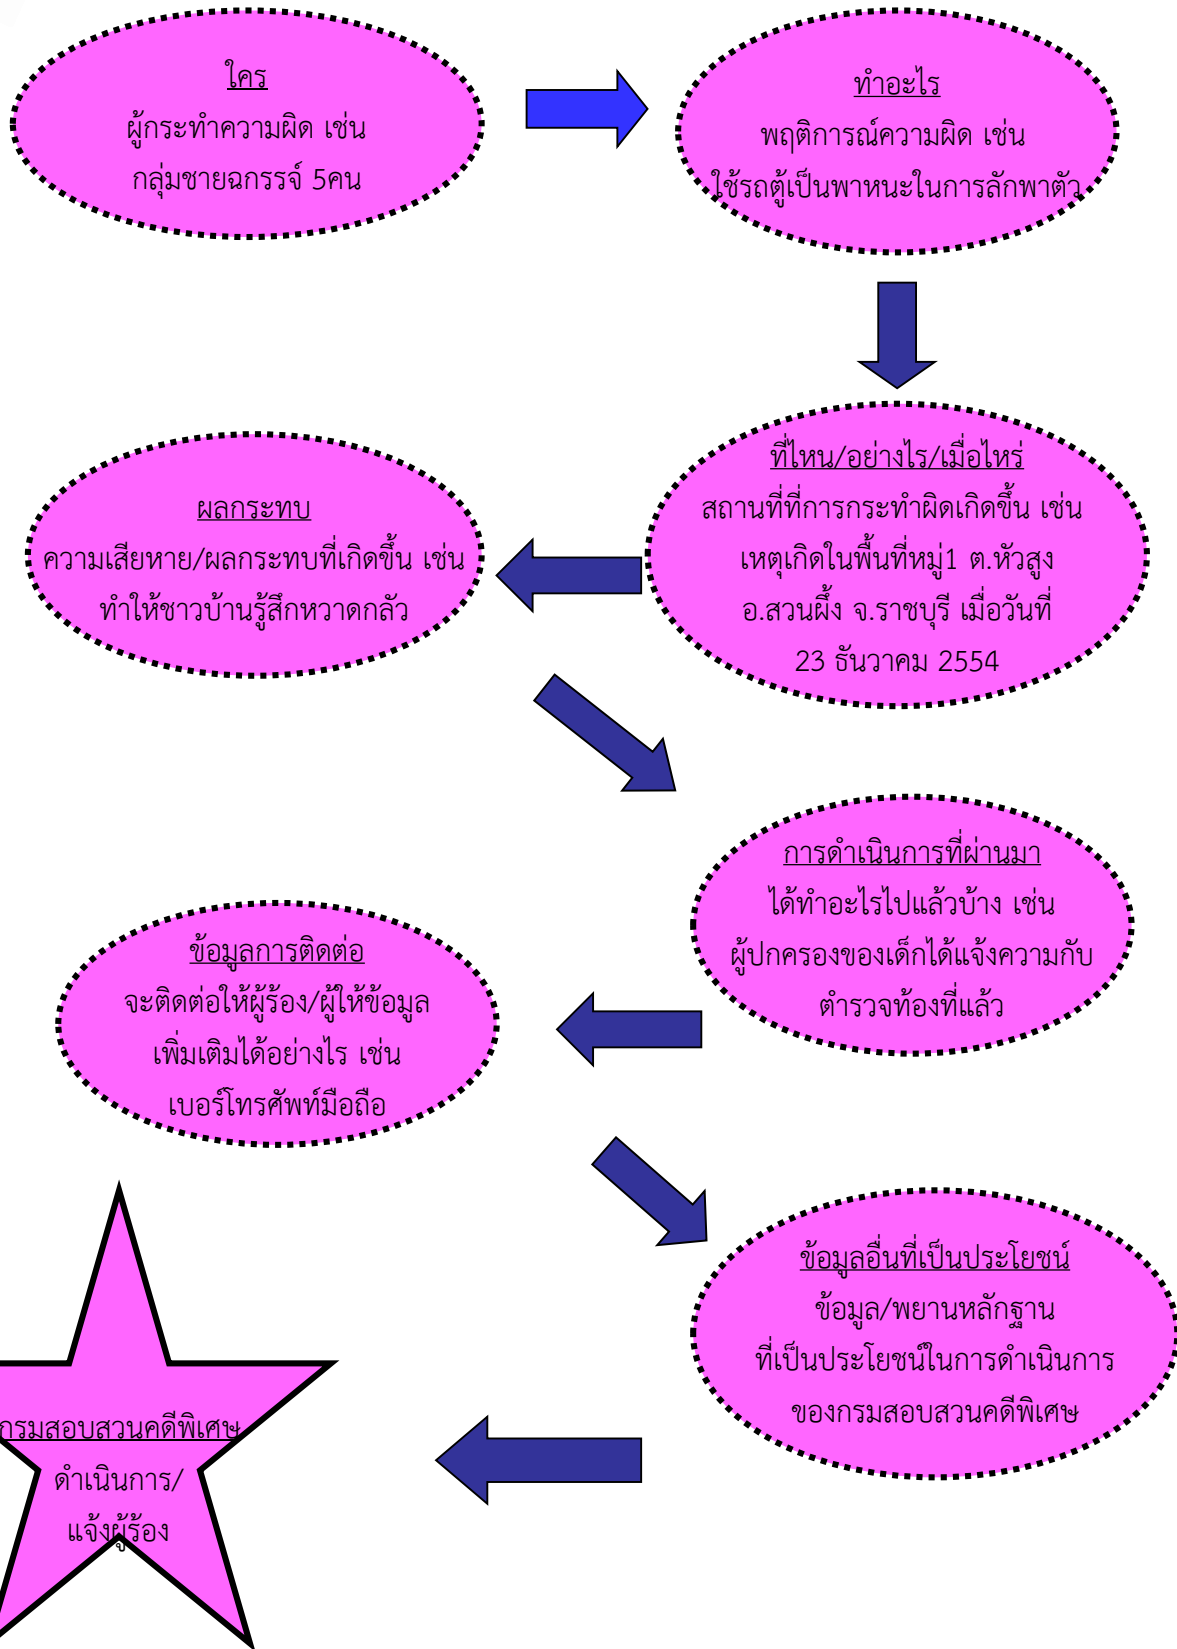 ใคร
ผู้กระทำความผิด เช่น
กลุ่มชายฉกรรจ์ 5คน
ทำอะไร
พฤติการณ์ความผิด เช่น
ใช้รถตู้เป็นพาหนะในการลักพาตัว
ที่ไหน/อย่างไร/เมื่อไหร่
สถานที่ที่การกระทำผิดเกิดขึ้น เช่น
เหตุเกิดในพื้นที่หมู่1 ต.หัวสูง
อ.สวนผึ้ง จ.ราชบุรี เมื่อวันที่
23 ธันวาคม 2554
ผลกระทบ
ความเสียหาย/ผลกระทบที่เกิดขึ้น เช่น
ทำให้ชาวบ้านรู้สึกหวาดกลัว
การดำเนินการที่ผ่านมา
ได้ทำอะไรไปแล้วบ้าง เช่น
ผู้ปกครองของเด็กได้แจ้งความกับ
ตำรวจท้องที่แล้ว
ข้อมูลการติดต่อ
จะติดต่อให้ผู้ร้อง/ผู้ให้ข้อมูล
เพิ่มเติมได้อย่างไร เช่น
เบอร์โทรศัพท์มือถือ
ข้อมูลอื่นที่เป็นประโยชน์
ข้อมูล/พยานหลักฐาน
ที่เป็นประโยชน์ในการดำเนินการ
ของกรมสอบสวนคดีพิเศษ
กรมสอบสวนคดีพิเศษ
ดำเนินการ/
แจ้งผู้ร้อง